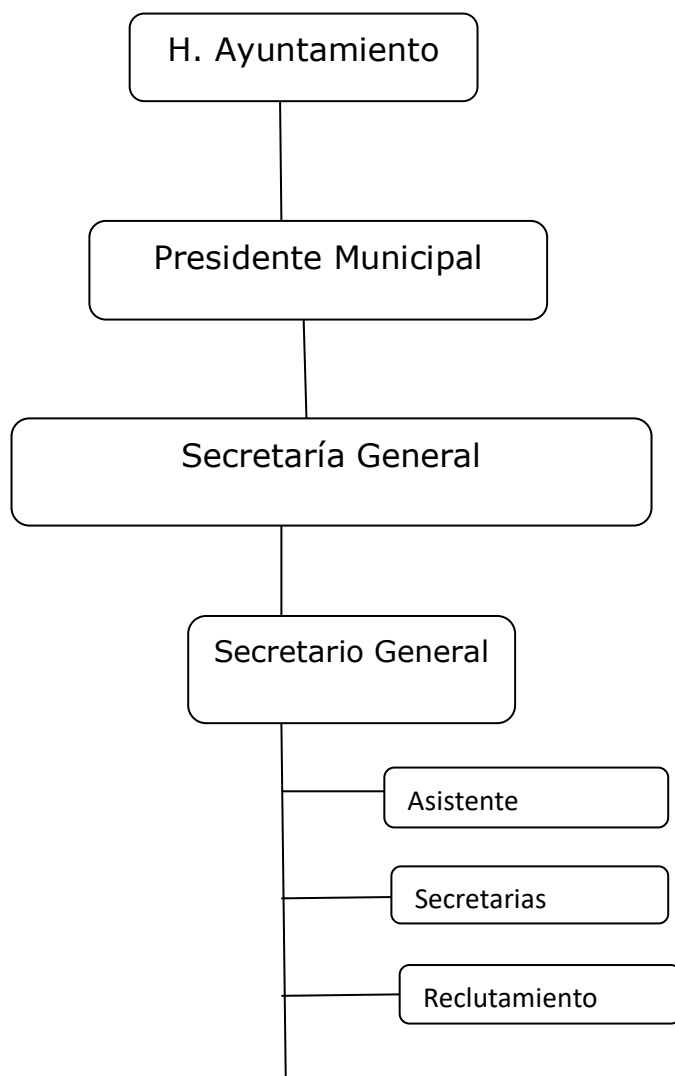 H. Ayuntamiento
Presidente Municipal
Secretaría General
Secretario General
Asistente
Secretarias
Reclutamiento